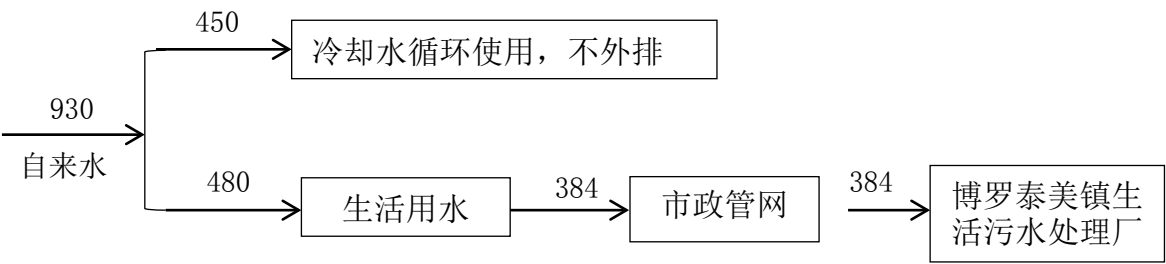 450
冷却水循环使用，不外排
930
自来水
480
生活用水
384
市政管网
384
博罗泰美镇生
活污水处理厂